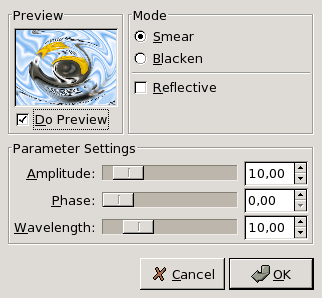 Preview
Do Preview
Mode
Smear
Blacken
Reflective
Parameter Settings
Amplitude: 10,00
Phase: 0,00
Wavelength: 10,00
Cancel OK